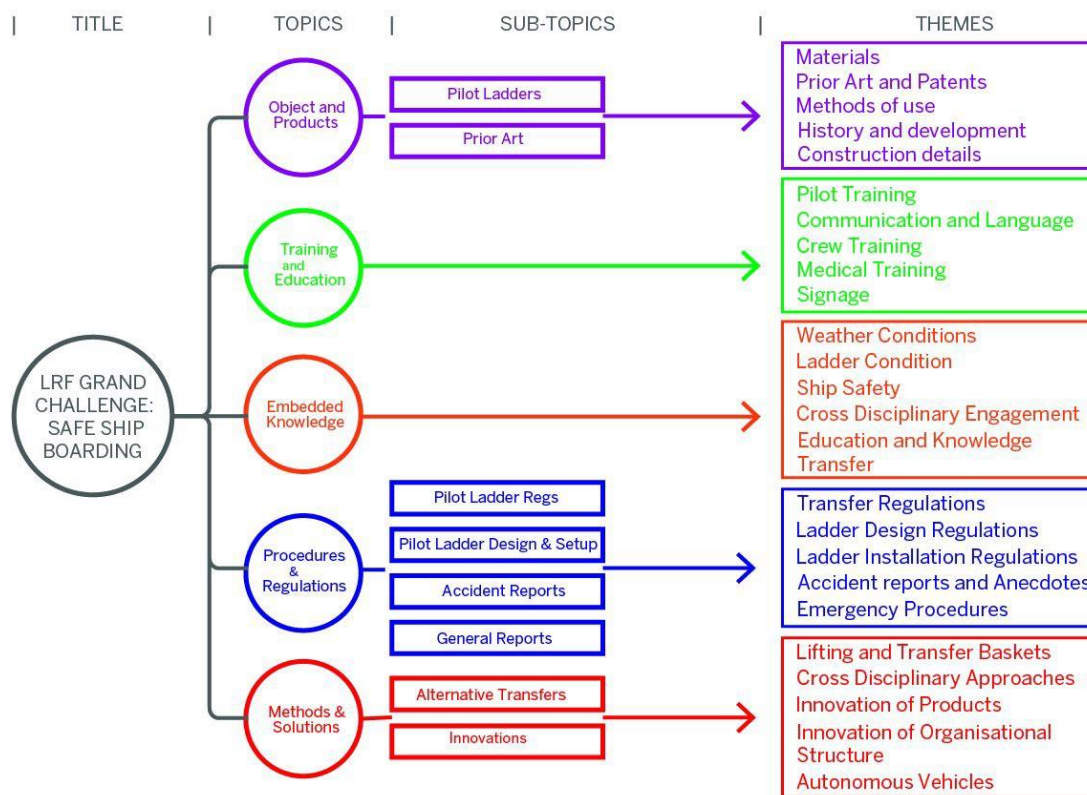 TITLE
TOPICS
SUB-TOPICS
THEMES
LRF GRAND
CHALLENGE:
SAFE SHIP
BOARDING
Object and
Products
Pilot Ladders
Prior Art
Materials
Prior Art and Patents
Methods of use
History and development
Construction details
Training
and
Education
Pilot Training
Communication and Language
Crew Training
Medical Training
Signage
Embedded
Knowledge
Weather Conditions
Ladder Condition
Ship Safety
Cross Disciplinary Engagement
Education and Knowledge
Transfer
Procedures
&
Regulations
Pilot Ladder Regs
Pilot Ladder Design & Setup
Accident Reports
General Reports
Transfer Regulations
Ladder Design Regulations
Ladder Installation Regulations
Accident reports and Anecdotes
Emergency Procedures
Methods &
Solutions
Alternative Transfers
Innovations
Lifting and Transfer Baskets
Cross Disciplinary Approaches
Innovation of Products
Innovation of Organisational
Structure
Autonomous Vehicles